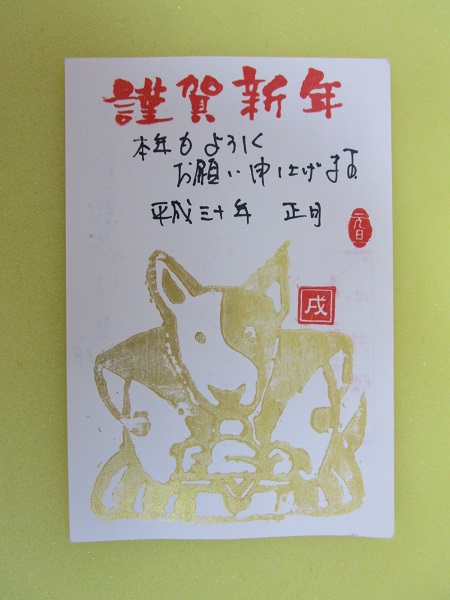 謹賀新年
本年もよろしく
お願い申上げます
平成三十年 正月
元旦
戌